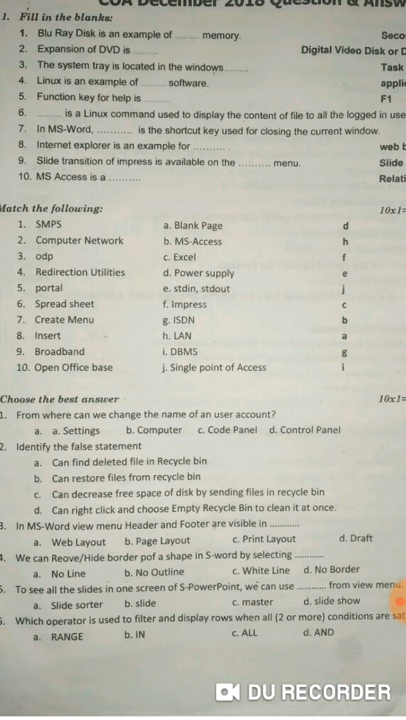 COA December 2018 Question & Answ
1. Fill in the blanks:
1. Blu Ray Disk is an example of ......... memory. Seco
2. Expansion of DVD is ......... Digital Video Disk or D
3. The system tray is located in the windows......... Task
4. Linux is an example of ......... software. applic
5. Function key for help is ......... F1
6. ......... is a Linux command used to display the content of file to all the logged in use
7. In MS-Word, ........... is the shortcut key used for closing the current window.
8. Internet explorer is an example for ........... . web b
9. Slide transition of impress is available on the .......... menu. Slide
10. MS Access is a .......... Relati
Match the following: 10x1=
1. SMPS a. Blank Page d
2. Computer Network b. MS-Access h
3. odp c. Excel f
4. Redirection Utilities d. Power supply e
5. portal e. stdin, stdout j
6. Spread sheet f. Impress c
7. Create Menu g. ISDN b
8. Insert h. LAN a
9. Broadband i. DBMS g
10. Open Office base j. Single point of Access i
Choose the best answer 10x1=
1. From where can we change the name of an user account?
a. a. Settings b. Computer c. Code Panel d. Control Panel
2. Identify the false statement
a. Can find deleted file in Recycle bin
b. Can restore files from recycle bin
c. Can decrease free space of disk by sending files in recycle bin
d. Can right click and choose Empty Recycle Bin to clean it at once.
3. In MS-Word view menu Header and Footer are visible in ............
a. Web Layout b. Page Layout c. Print Layout d. Draft
4. We can Reove/Hide border pof a shape in S-word by selecting ............
a. No Line b. No Outline c. White Line d. No Border
5. To see all the slides in one screen of S-PowerPoint, we can use ............ from view menu.
a. Slide sorter b. slide c. master d. slide show
6. Which operator is used to filter and display rows when all (2 or more) conditions are sat
a. RANGE b. IN c. ALL d. AND
DU RECORDER